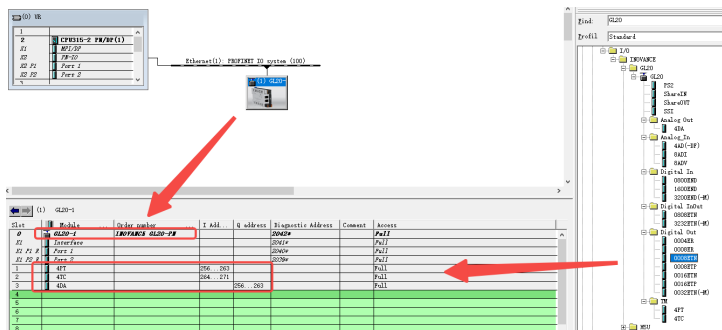 (0) UR
1
2 CPU315-2 PN/DP(1)
X1 MPI/DP
X2 PN-IO
X2 P1 Port 1
X2 P2 Port 2
3
Ethernet(1): PROFINET IO system (100)
(1) GL20-
Find: GL20
Profil Standard
I/O
INOVANCE
GL20
GL20
PS2
ShareIN
ShareOUT
SSI
Analog Out
4DA
Analog_In
4AD(-DF)
8ADI
8ADV
Digital In
0800END
1600END
3200END(-M)
Digital InOut
0808ETN
3232ETN(-M)
Digital Out
0004ER
0008ER
0008ETN
0008ETP
0016ETN
0016ETP
0032ETN(-M)
TM
4PT
4TC
MSU
(1) GL20-1
Slot Module ... Order number ... I Add... Q address Diagnostic Address Comment Access
0 GL20-1 INOVANCE GL20-PN 2042* Full
X1 Interface 2041* Full
X1 P1 R Port 1 2040* Full
X1 P2 R Port 2 2039* Full
1 4PT 256...263 Full
2 4TC 264...271 Full
3 4DA 256...263 Full
4
5
6
7
8